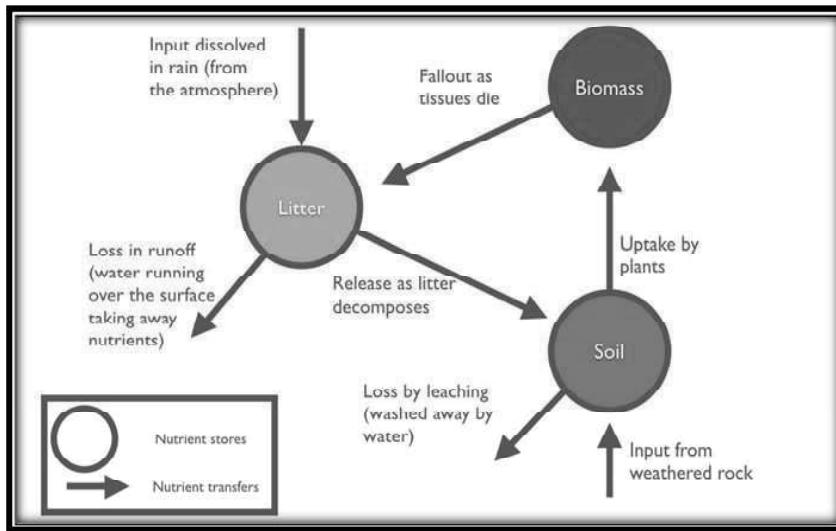 Input dissolved
in rain (from
the atmosphere)
Fallout as
tissues die
Biomass
Litter
Loss in runoff
(water running
over the surface
taking away
nutrients)
Release as litter
decomposes
Uptake by
plants
Soil
Loss by leaching
(washed away by
water)
Input from
weathered rock
Nutrient stores
Nutrient transfers